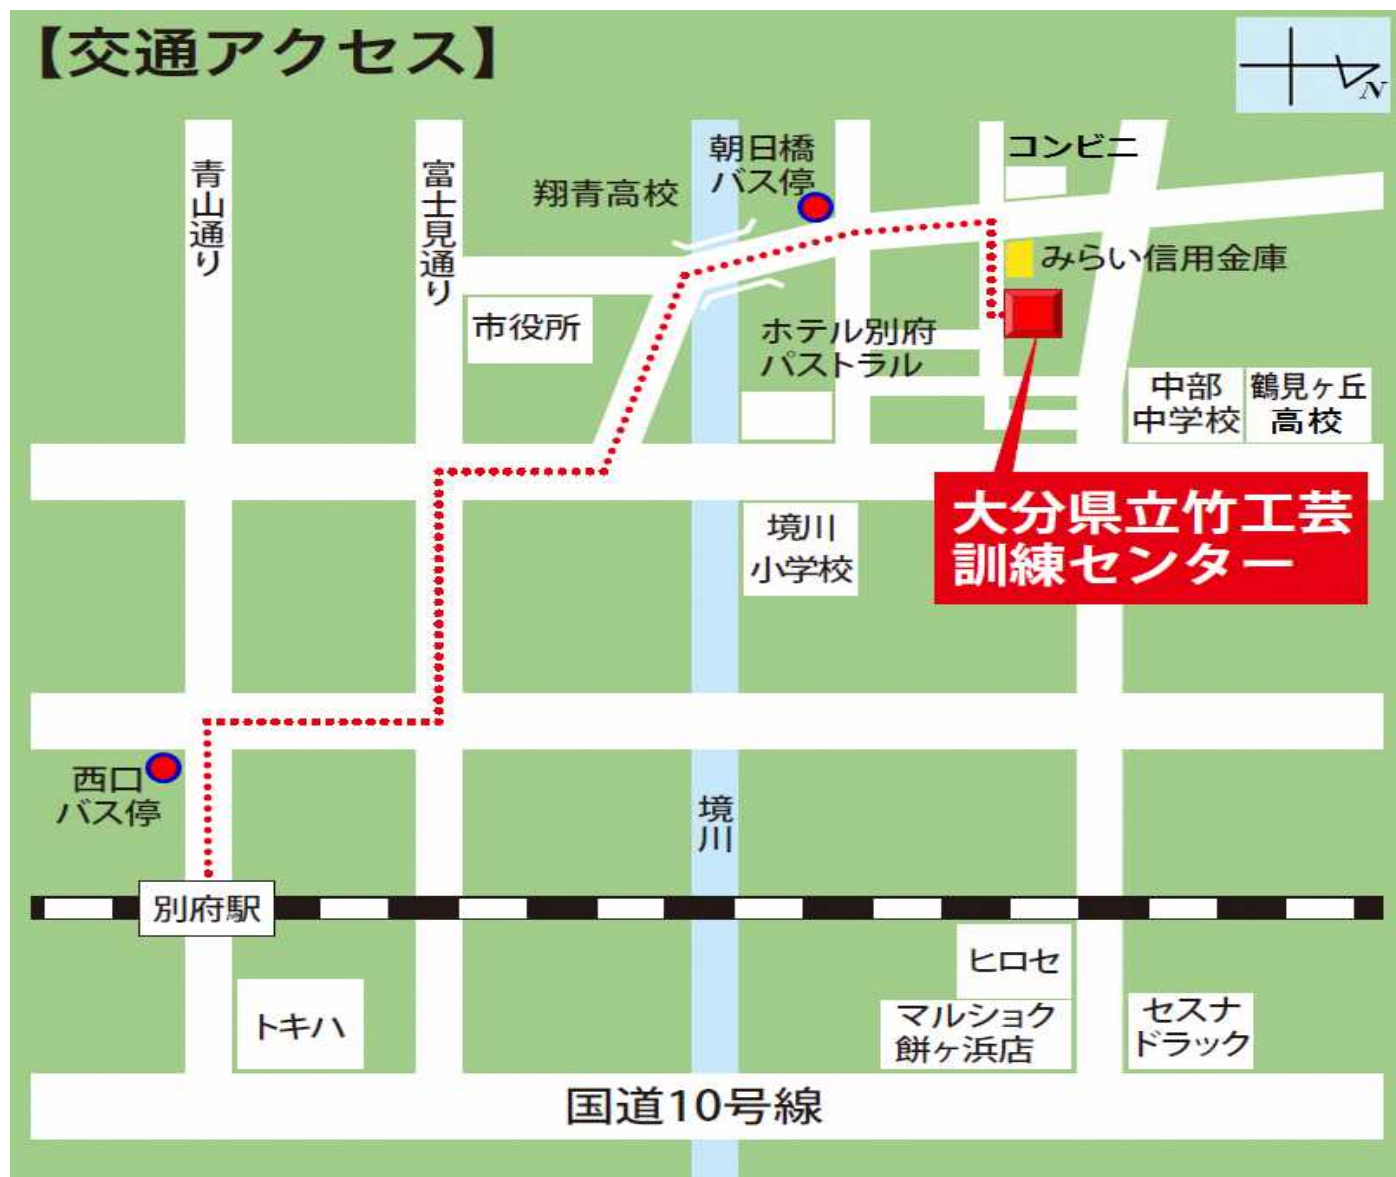 【交通アクセス】
N
青山通り
富士見通り
翔青高校
朝日橋
バス停
コンビニ
みらい信用金庫
市役所
ホテル別府
パストラル
中部
中学校
鶴見ヶ丘
高校
大分県立竹工芸
訓練センター
境川
小学校
西口
バス停
境川
別府駅
トキハ
ヒロセ
マルショク
餅ヶ浜店
セスナ
ドラック
国道10号線